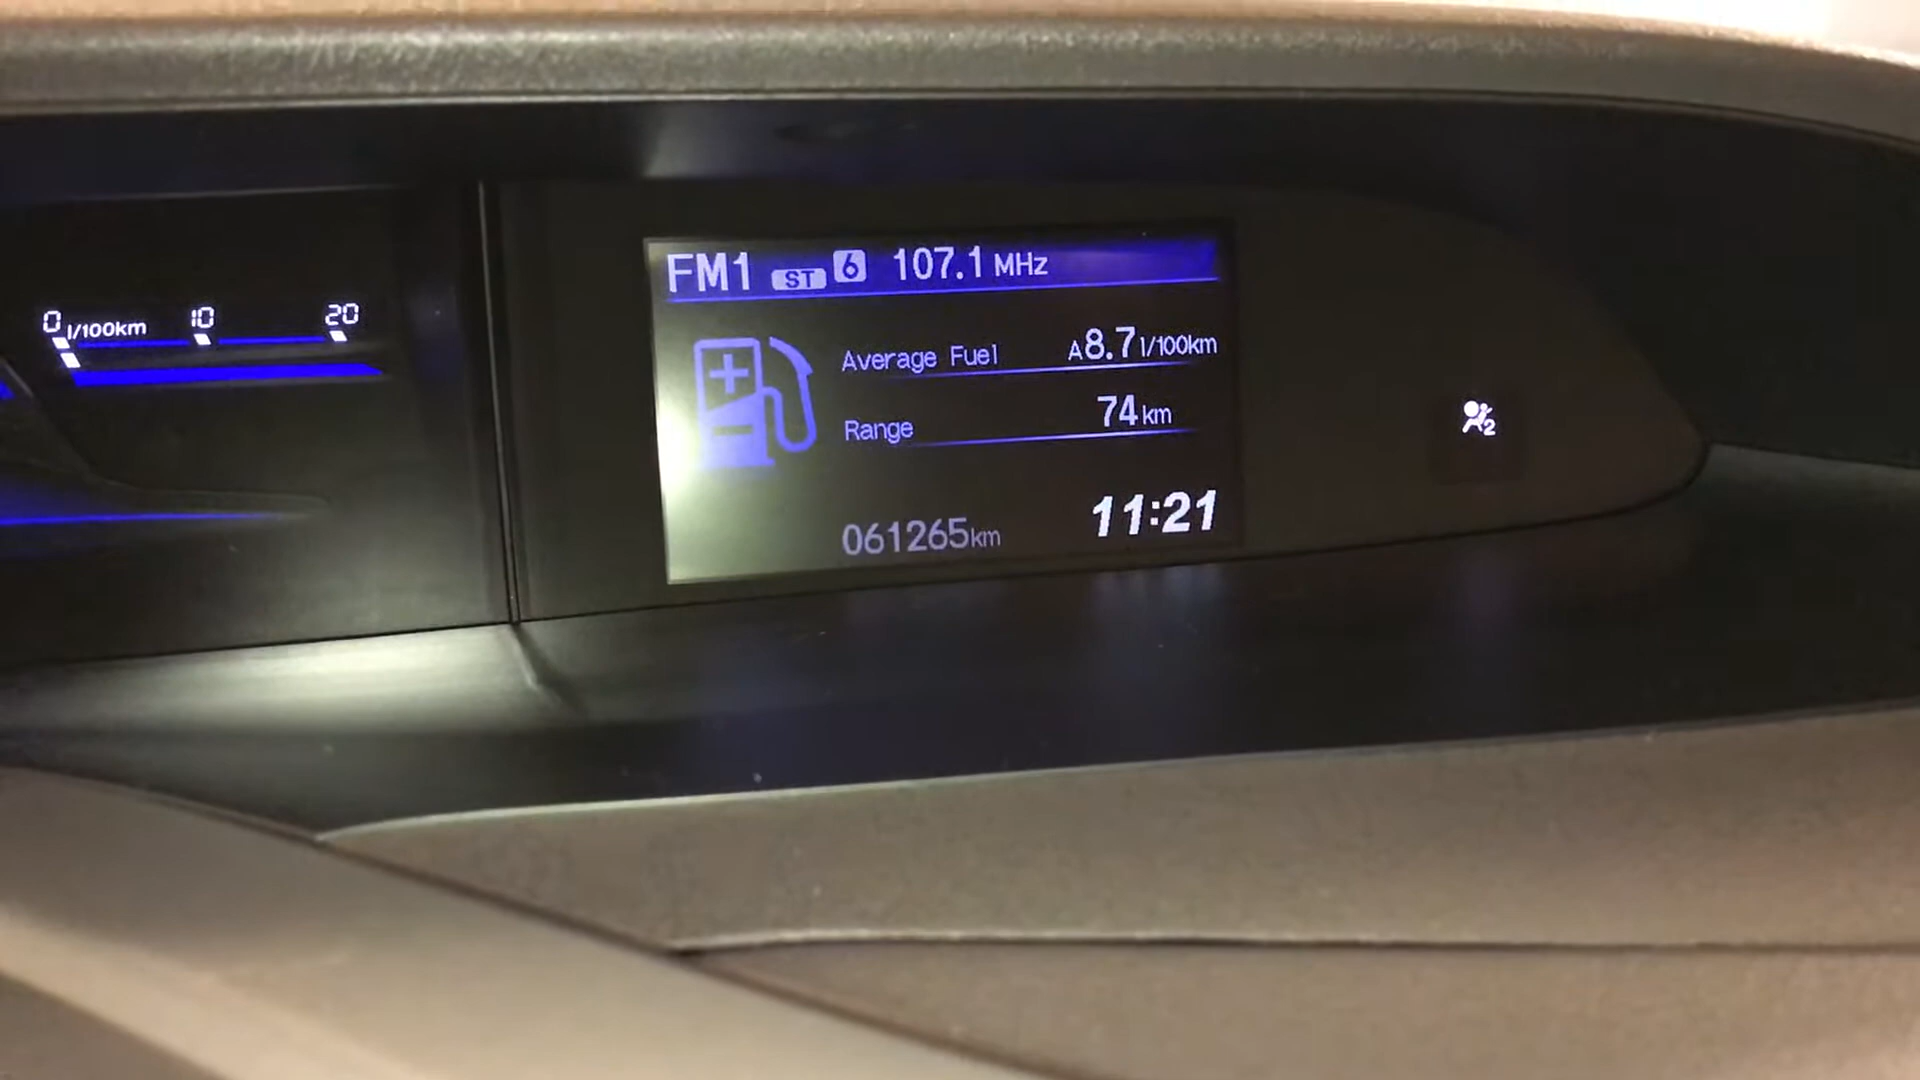 FM1 ST 6 107.1 MHz
0 l/100km 10 20
Average Fuel A8.7 l/100km
Range 74 km
061265 km 11:21
2